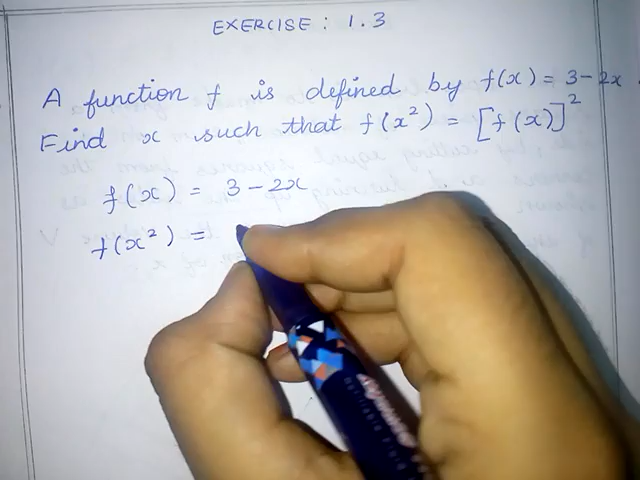 EXERCISE : 1.3
A function f is defined by f(x) = 3 - 2x.
Find x such that f(x²) = [f(x)]²
f(x) = 3 - 2x
f(x²) =